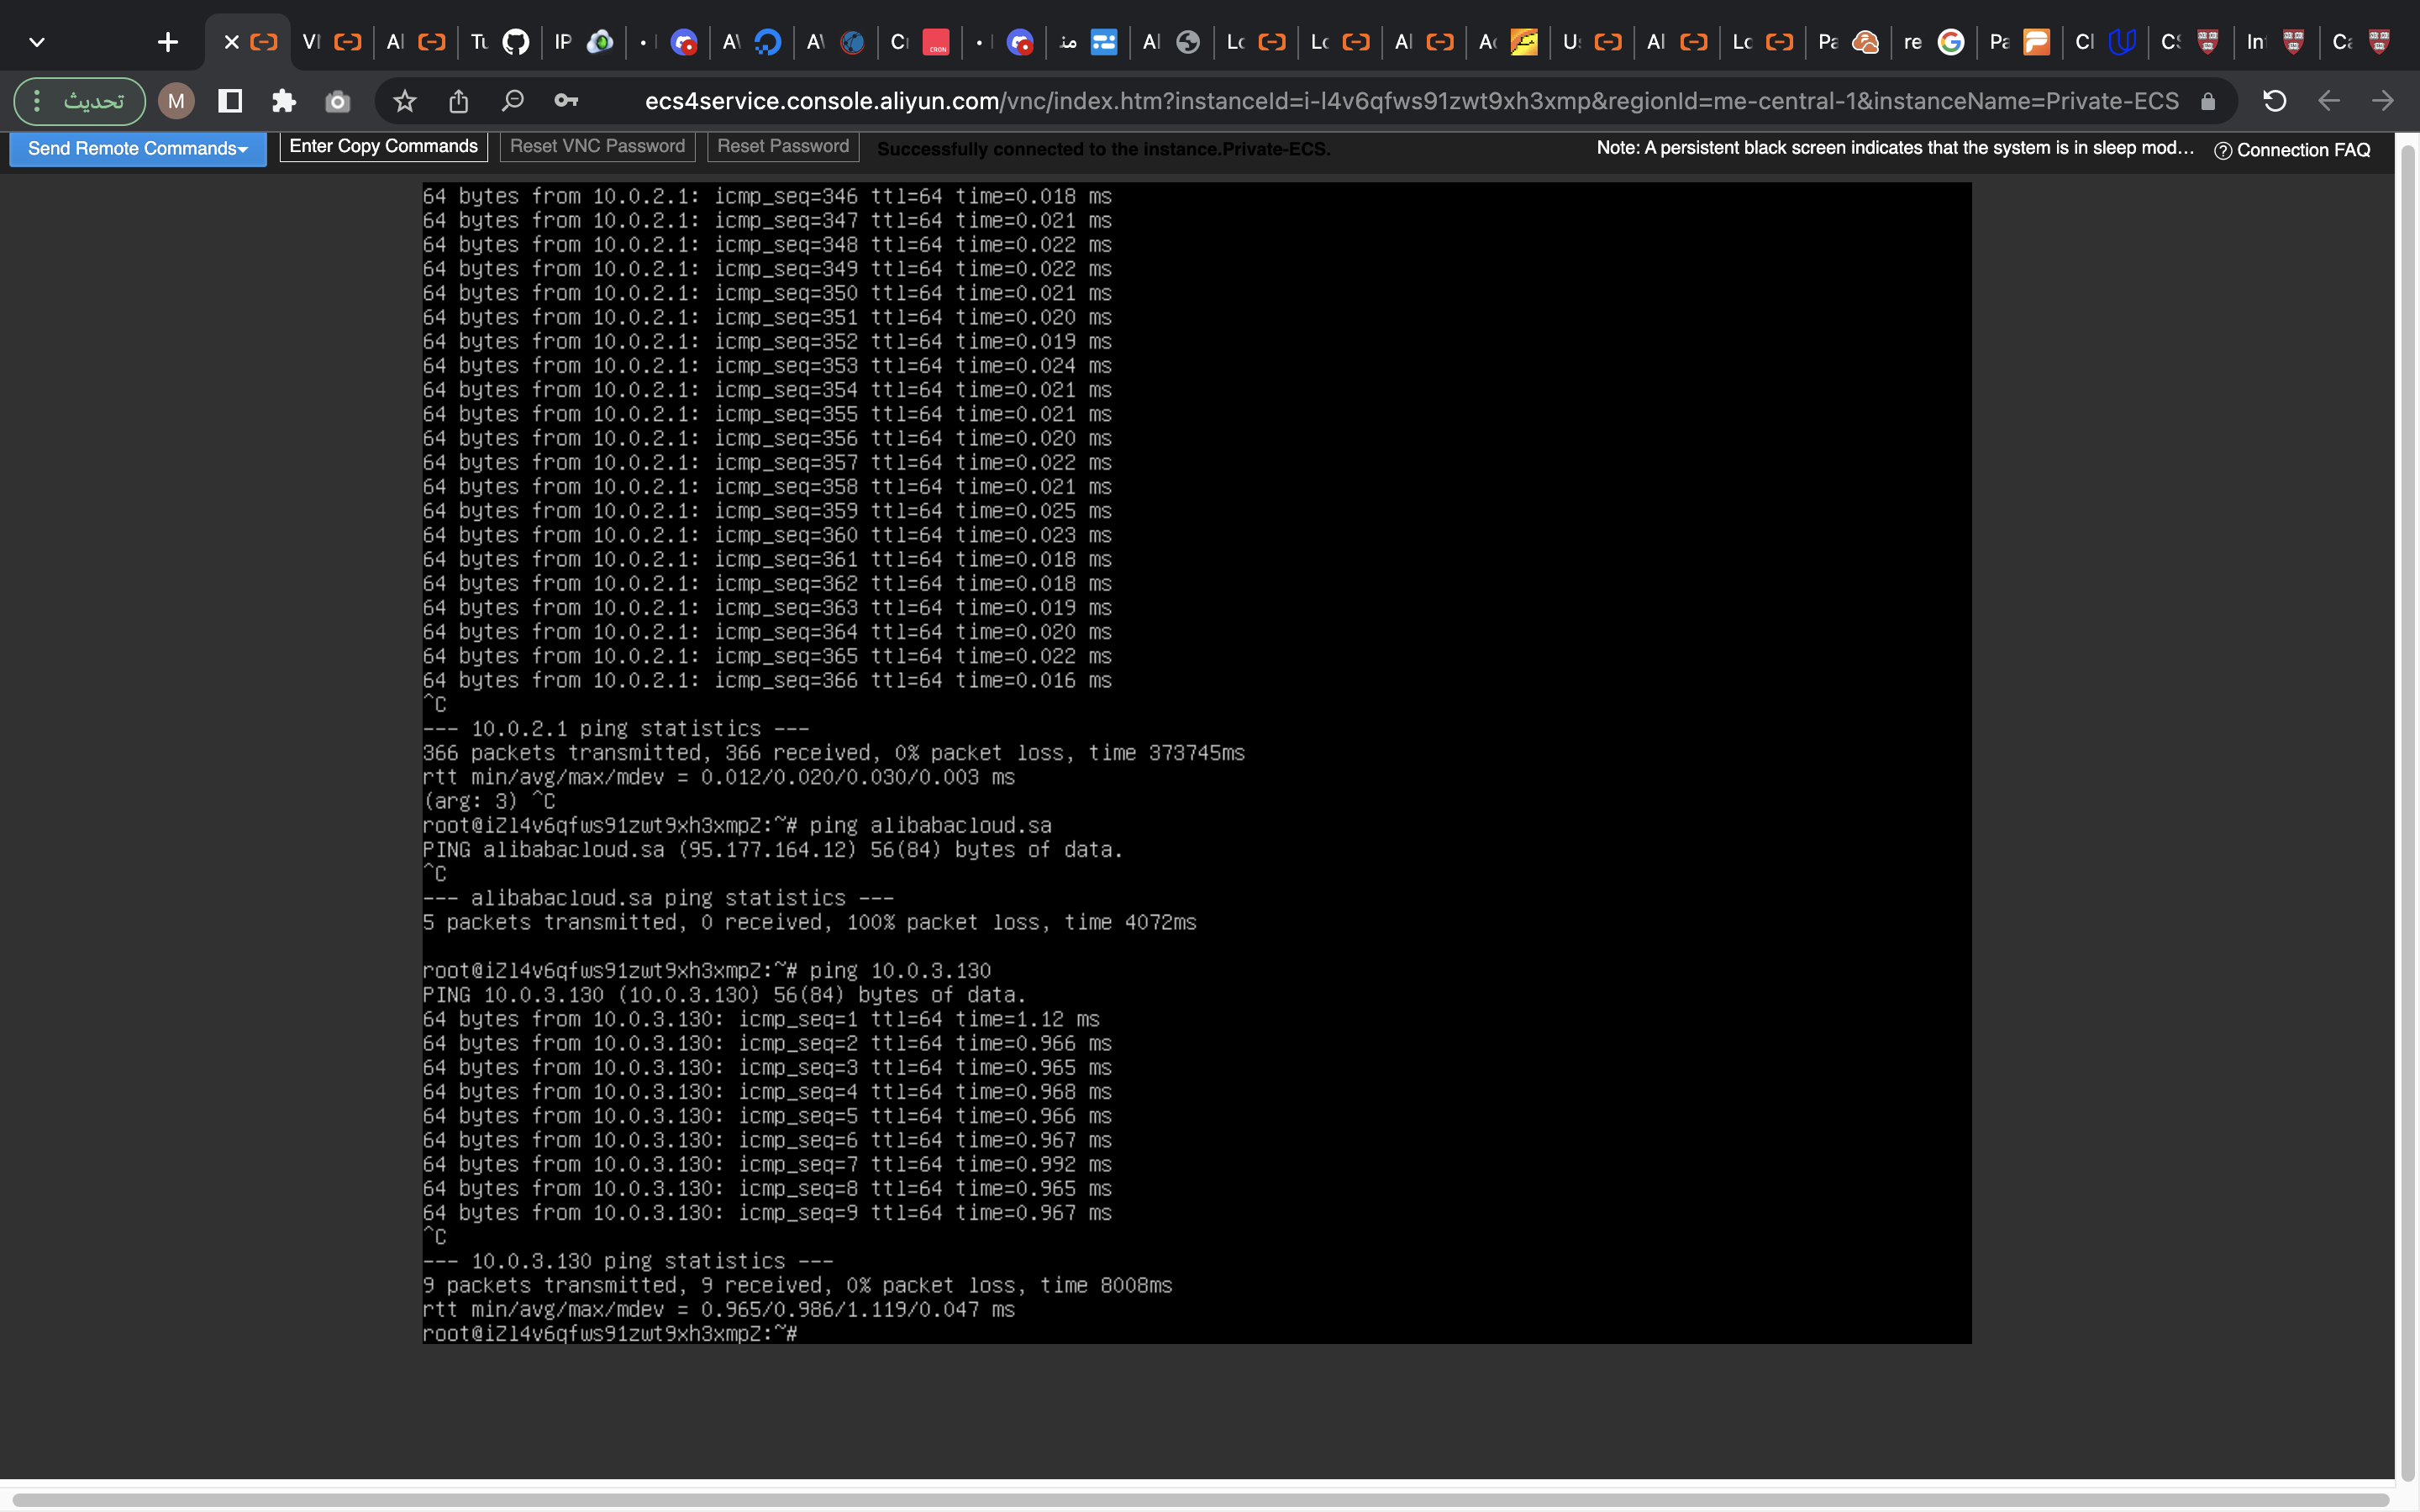 VI
AI
Tu
IP
A\
A\
Cr
CRON
منذ
AI
Lc
Lc
AI
Ac
U:
AI
Lc
Pa
re
Pa
Cl
CS
In
Ca
تحديث
M
ecs4service.console.aliyun.com/vnc/index.htm?instanceId=i-l4v6qfws91zwt9xh3xmp&regionId=me-central-1&instanceName=Private-ECS
Send Remote Commands
Enter Copy Commands
Reset VNC Password
Reset Password
Successfully connected to the instance.Private-ECS.
Note: A persistent black screen indicates that the system is in sleep mod...
Connection FAQ
64 bytes from 10.0.2.1: icmp_seq=346 ttl=64 time=0.018 ms
64 bytes from 10.0.2.1: icmp_seq=347 ttl=64 time=0.021 ms
64 bytes from 10.0.2.1: icmp_seq=348 ttl=64 time=0.022 ms
64 bytes from 10.0.2.1: icmp_seq=349 ttl=64 time=0.022 ms
64 bytes from 10.0.2.1: icmp_seq=350 ttl=64 time=0.021 ms
64 bytes from 10.0.2.1: icmp_seq=351 ttl=64 time=0.020 ms
64 bytes from 10.0.2.1: icmp_seq=352 ttl=64 time=0.019 ms
64 bytes from 10.0.2.1: icmp_seq=353 ttl=64 time=0.024 ms
64 bytes from 10.0.2.1: icmp_seq=354 ttl=64 time=0.021 ms
64 bytes from 10.0.2.1: icmp_seq=355 ttl=64 time=0.021 ms
64 bytes from 10.0.2.1: icmp_seq=356 ttl=64 time=0.020 ms
64 bytes from 10.0.2.1: icmp_seq=357 ttl=64 time=0.022 ms
64 bytes from 10.0.2.1: icmp_seq=358 ttl=64 time=0.021 ms
64 bytes from 10.0.2.1: icmp_seq=359 ttl=64 time=0.025 ms
64 bytes from 10.0.2.1: icmp_seq=360 ttl=64 time=0.023 ms
64 bytes from 10.0.2.1: icmp_seq=361 ttl=64 time=0.018 ms
64 bytes from 10.0.2.1: icmp_seq=362 ttl=64 time=0.018 ms
64 bytes from 10.0.2.1: icmp_seq=363 ttl=64 time=0.019 ms
64 bytes from 10.0.2.1: icmp_seq=364 ttl=64 time=0.020 ms
64 bytes from 10.0.2.1: icmp_seq=365 ttl=64 time=0.022 ms
64 bytes from 10.0.2.1: icmp_seq=366 ttl=64 time=0.016 ms
^C
--- 10.0.2.1 ping statistics ---
366 packets transmitted, 366 received, 0% packet loss, time 373745ms
rtt min/avg/max/mdev = 0.012/0.020/0.030/0.003 ms
(arg: 3) ^C
root@iZl4v6qfws91zwt9xh3xmpZ:~# ping alibabacloud.sa
PING alibabacloud.sa (95.177.164.12) 56(84) bytes of data.
^C
--- alibabacloud.sa ping statistics ---
5 packets transmitted, 0 received, 100% packet loss, time 4072ms
root@iZl4v6qfws91zwt9xh3xmpZ:~# ping 10.0.3.130
PING 10.0.3.130 (10.0.3.130) 56(84) bytes of data.
64 bytes from 10.0.3.130: icmp_seq=1 ttl=64 time=1.12 ms
64 bytes from 10.0.3.130: icmp_seq=2 ttl=64 time=0.966 ms
64 bytes from 10.0.3.130: icmp_seq=3 ttl=64 time=0.965 ms
64 bytes from 10.0.3.130: icmp_seq=4 ttl=64 time=0.968 ms
64 bytes from 10.0.3.130: icmp_seq=5 ttl=64 time=0.966 ms
64 bytes from 10.0.3.130: icmp_seq=6 ttl=64 time=0.967 ms
64 bytes from 10.0.3.130: icmp_seq=7 ttl=64 time=0.992 ms
64 bytes from 10.0.3.130: icmp_seq=8 ttl=64 time=0.965 ms
64 bytes from 10.0.3.130: icmp_seq=9 ttl=64 time=0.967 ms
^C
--- 10.0.3.130 ping statistics ---
9 packets transmitted, 9 received, 0% packet loss, time 8008ms
rtt min/avg/max/mdev = 0.965/0.986/1.119/0.047 ms
root@iZl4v6qfws91zwt9xh3xmpZ:~#